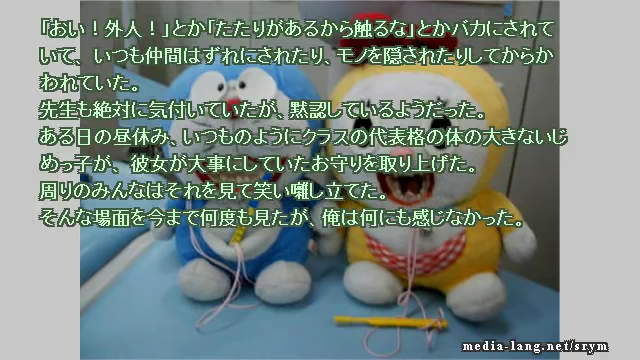 「おい！外人！」とか「たたりがあるから触るな」とかバカにされて
いて、いつも仲間はずれにされたり、モノを隠されたりしてからか
われていた。
先生も絶対に気付いていたが、黙認しているようだった。
ある日の昼休み、いつものようにクラスの代表格の体の大きないじ
めっ子が、彼女が大事にしていたお守りを取り上げた。
周りのみんなはそれを見て笑い囃し立てた。
そんな場面を今まで何度も見たが、俺は何にも感じなかった。
media-lang.net/srym